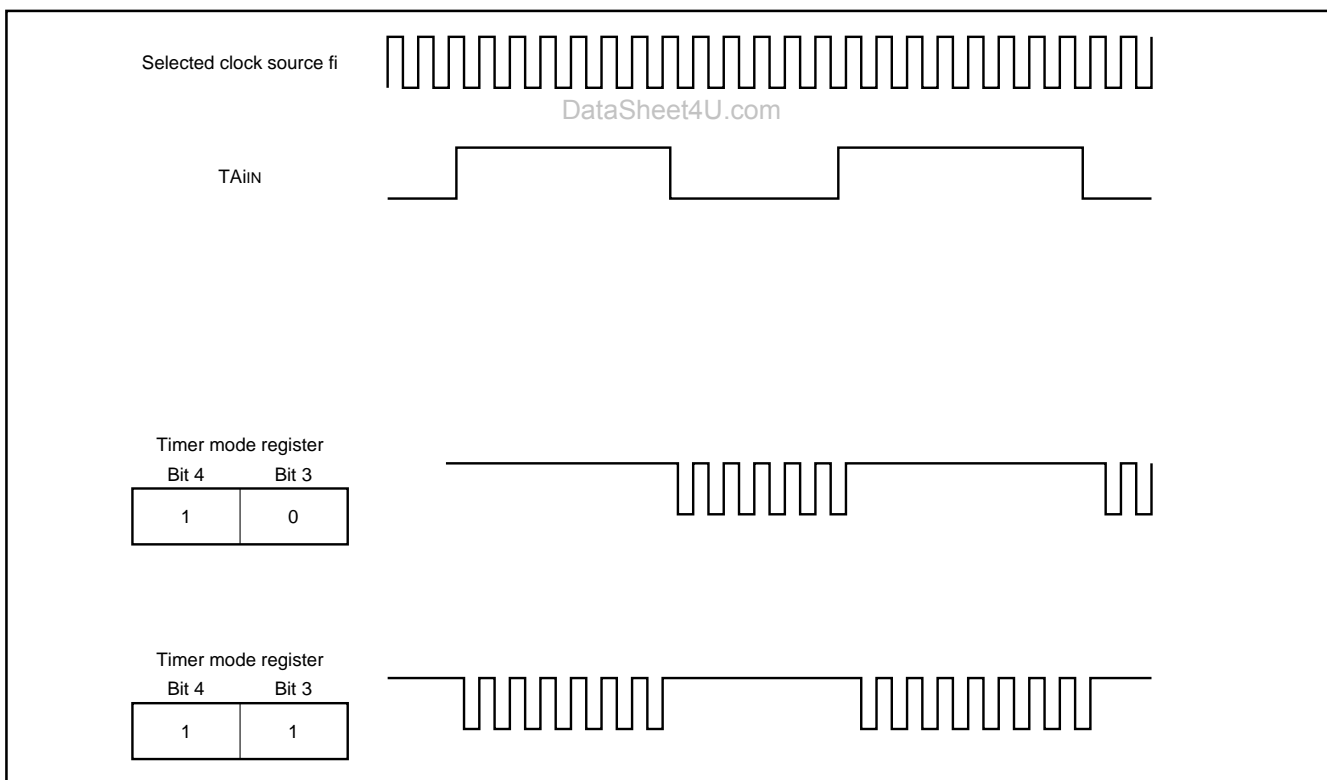 Selected clock source fi
DataSheet4U.com
TAiIN
Timer mode register
Bit 4 Bit 3
1 0
Timer mode register
Bit 4 Bit 3
1 1